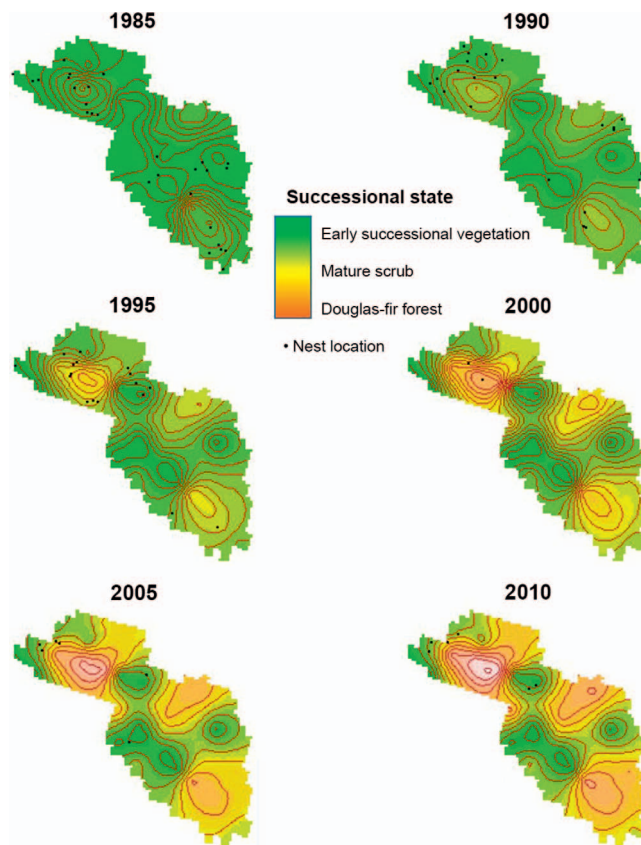 1985
1990
Successional state
Early successional vegetation
Mature scrub
Douglas-fir forest
• Nest location
1995
2000
2005
2010